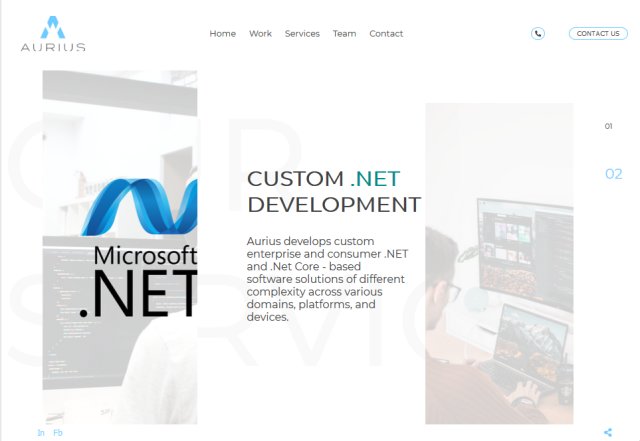 AURIUS
Home Work Services Team Contact
CONTACT US
OUR
SERVIC
Microsoft
.NET
CUSTOM .NET
DEVELOPMENT
Aurius develops custom
enterprise and consumer .NET
and .Net Core - based
software solutions of different
complexity across various
domains, platforms, and
devices.
01
02
In Fb